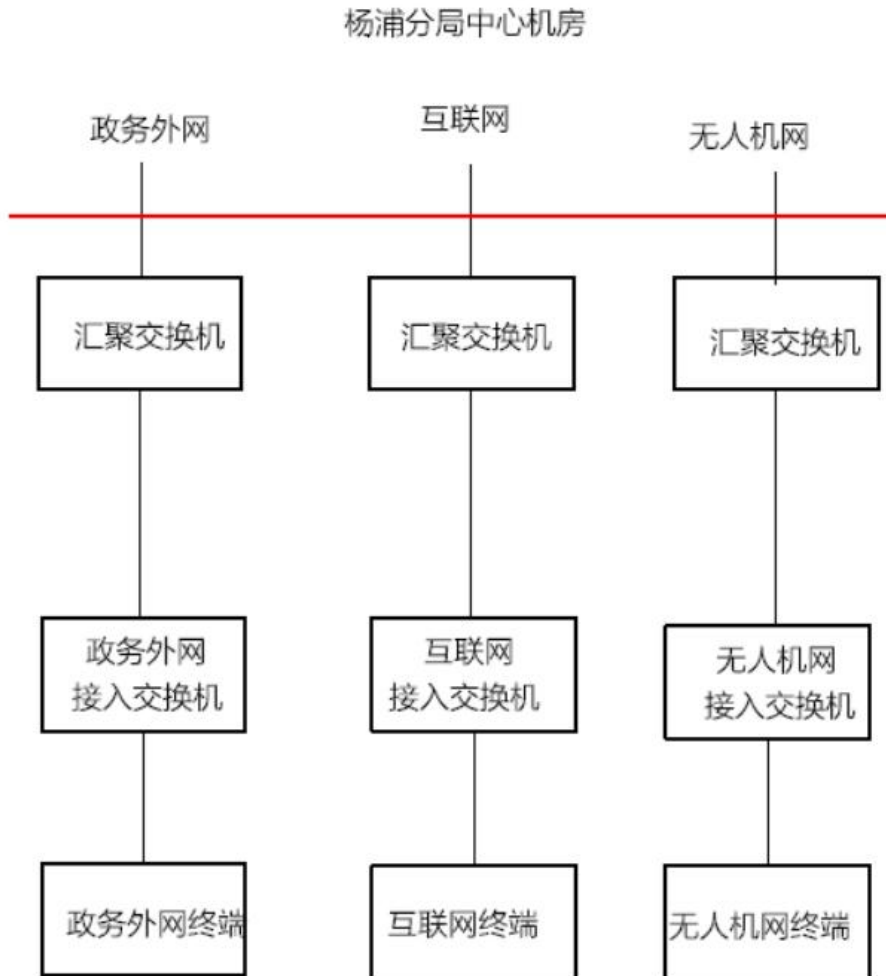 杨浦分局中心机房
政务外网
互联网
无人机网
汇聚交换机
汇聚交换机
汇聚交换机
政务外网
接入交换机
互联网
接入交换机
无人机网
接入交换机
政务外网终端
互联网终端
无人机网终端